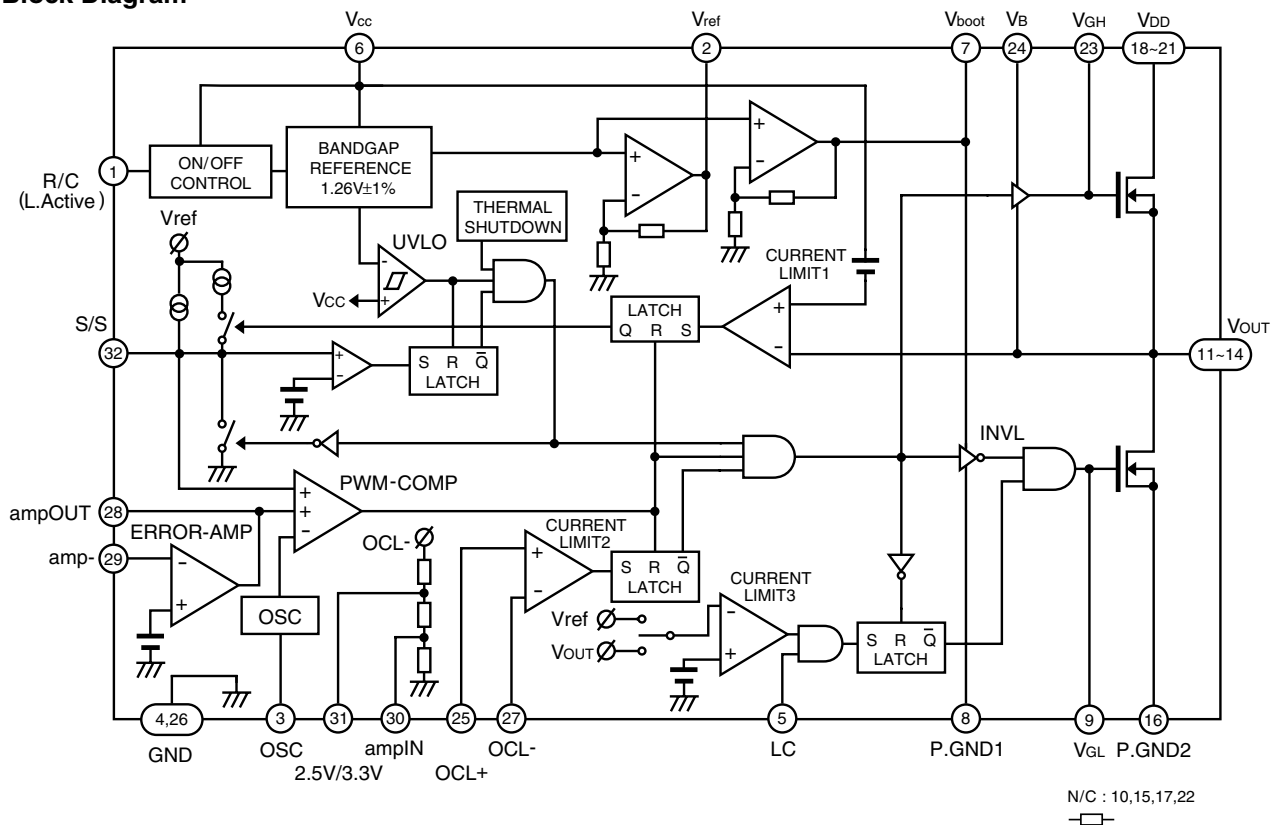 Block Diagram
Vcc
Vref
Vboot
VB
VGH
VDD
6
2
7
24
23
18~21
1
R/C
(L.Active)
ON/OFF
CONTROL
BANDGAP
REFERENCE
1.26V±1%
+
-
+
-
Vref
THERMAL
SHUTDOWN
UVLO
-
+
VCC
CURRENT
LIMIT1
+
-
LATCH
Q R S
S/S
32
VOUT
11~14
+
-
S R Q̅
LATCH
INVL
PWM-COMP
+
+
-
ampOUT
28
ERROR-AMP
amp-
29
-
+
OSC
OCL-
CURRENT
LIMIT2
+
-
S R Q̅
LATCH
CURRENT
LIMIT3
-
+
Vref
VOUT
S R Q̅
LATCH
4,26
3
31
30
25
27
5
8
9
16
GND
OSC
2.5V/3.3V
ampIN
OCL+
OCL-
LC
P.GND1
VGL
P.GND2
N/C : 10,15,17,22